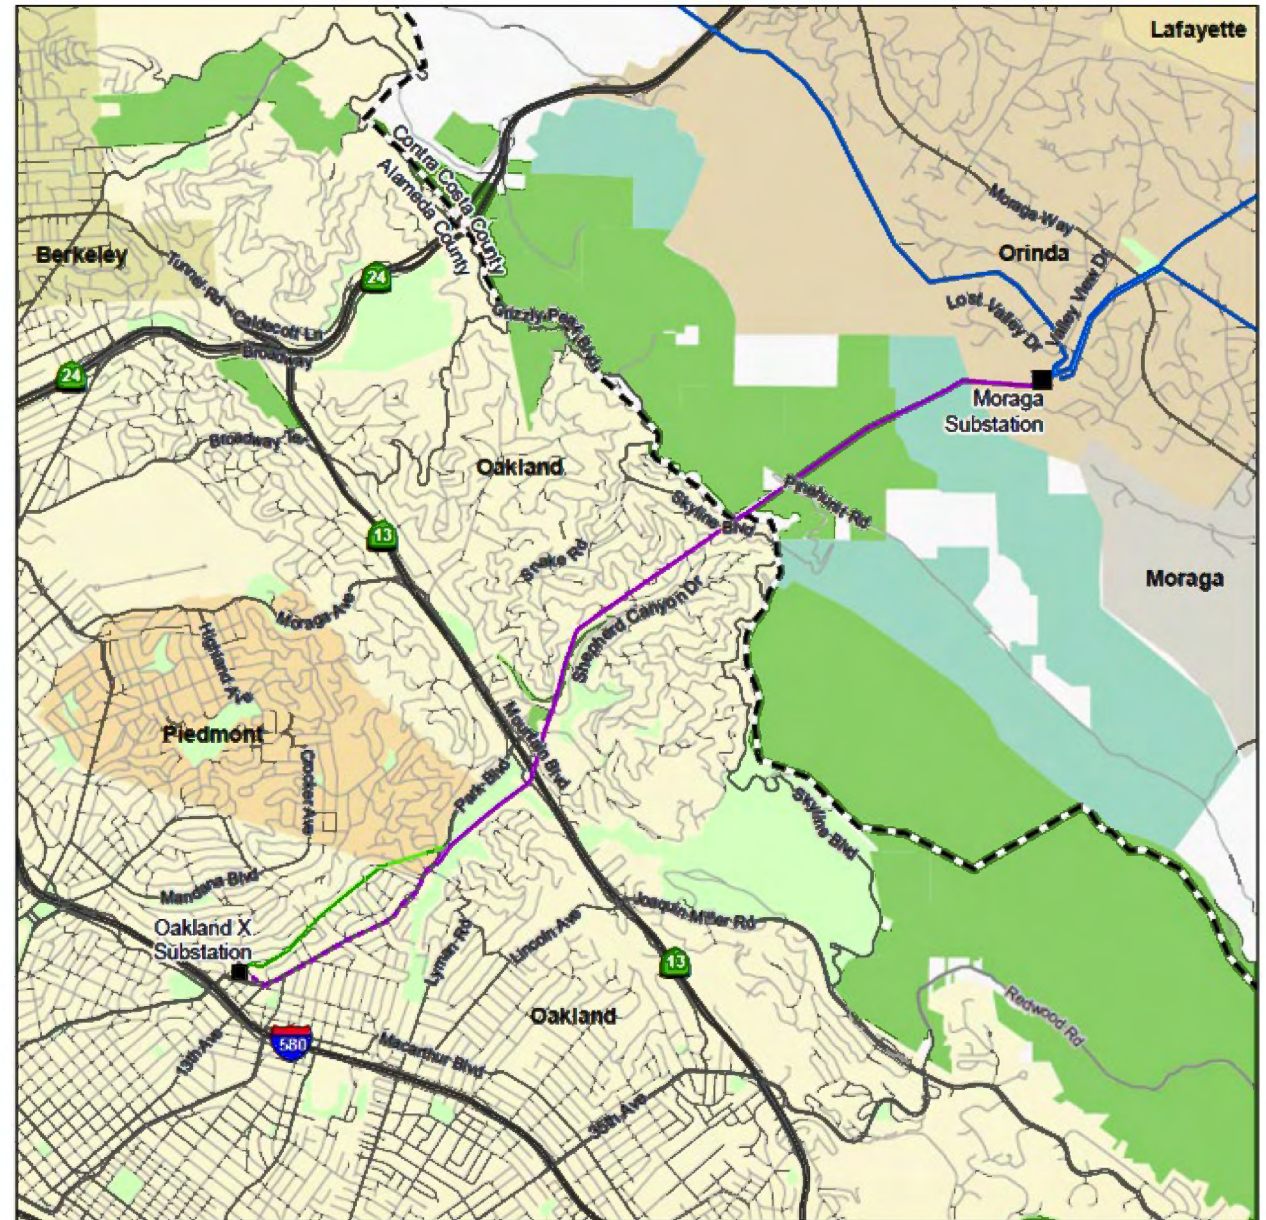 Lafayette
Contra Costa County
Alameda
County
24
Moraga Way
Orinda
Berkeley
Valley View Dr
Lost Valley Dr
Caldecott Ln
Grizzly Peak Blvd
Broadway
24
Moraga
Substation
Broadway Ter
Oakland
Pinehurst Rd
Skyline Blvd
13
Snake Rd
Moraga
Shepherd Canyon Dr
Moraga Ave
Highland Ave
Piedmont
Mountain Blvd
Park Blvd
Crocker Ave
Skyline Blvd
Mandana Blvd
Joaquin Miller Rd
Oakland X
Substation
Lincoln Ave
Lyman Rd
13
Redwood Rd
Oakland
580
13th Ave
Macarthur Blvd
35th Ave